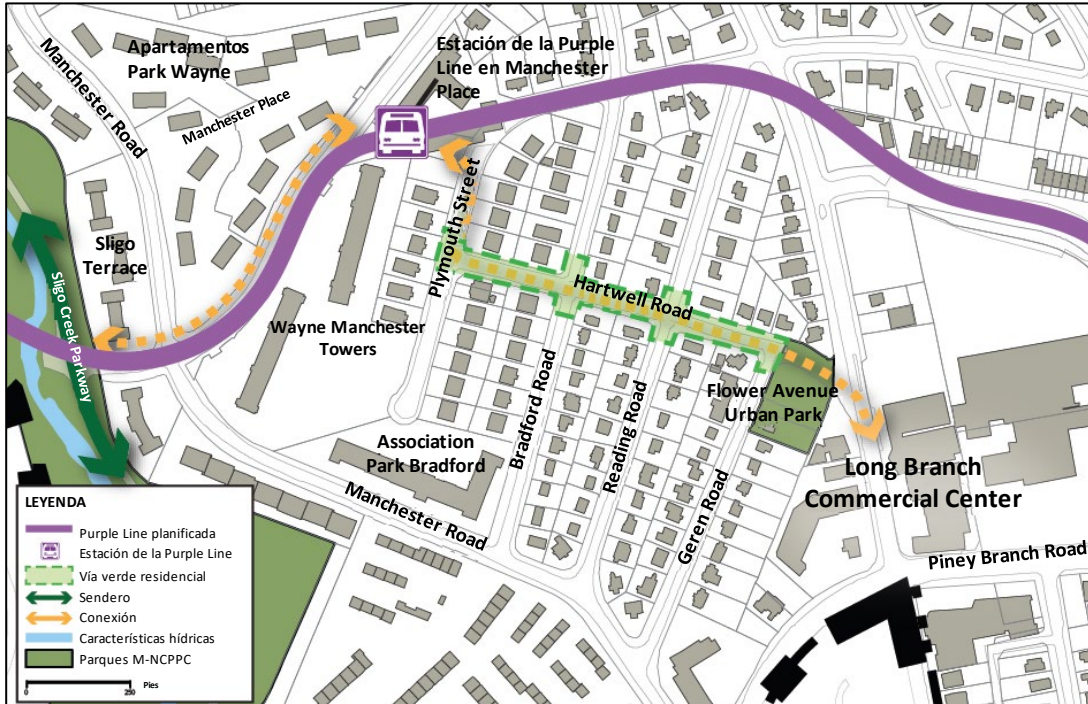 Apartamentos
Park Wayne
Estación de la Purple
Line en Manchester
Place
Manchester Road
Manchester Place
Sligo
Terrace
Sligo Creek Parkway
Plymouth Street
Wayne Manchester
Towers
Hartwell Road
Bradford Road
Reading Road
Geren Road
Flower Avenue
Urban Park
Association
Park Bradford
Manchester Road
Long Branch
Commercial Center
Piney Branch Road
LEYENDA
Purple Line planificada
Estación de la Purple Line
Vía verde residencial
Sendero
Conexión
Características hídricas
Parques M-NCPPC
0
250
Pies